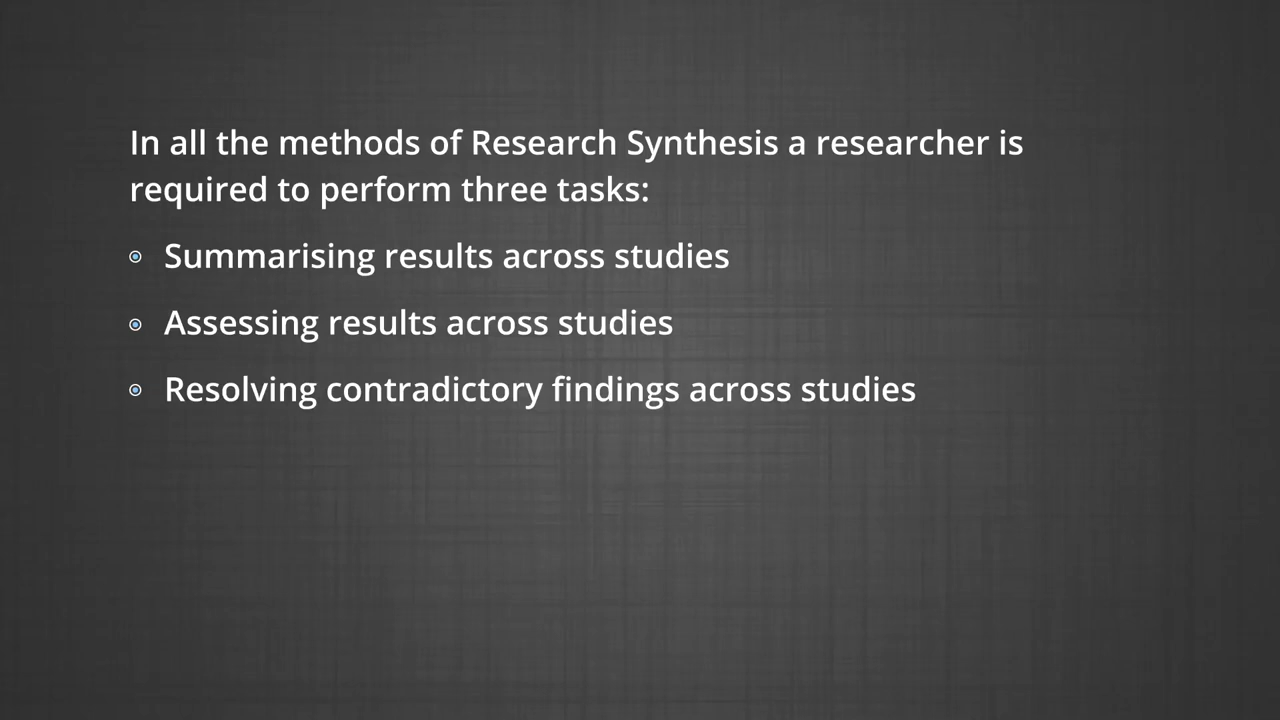 In all the methods of Research Synthesis a researcher is
required to perform three tasks:
Summarising results across studies
Assessing results across studies
Resolving contradictory findings across studies